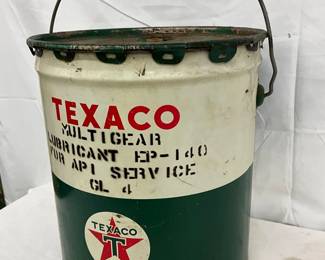 TEXACO
MULTIGEAR
LUBRICANT EP-140
FOR API SERVICE
GL 4
TEXACO
T